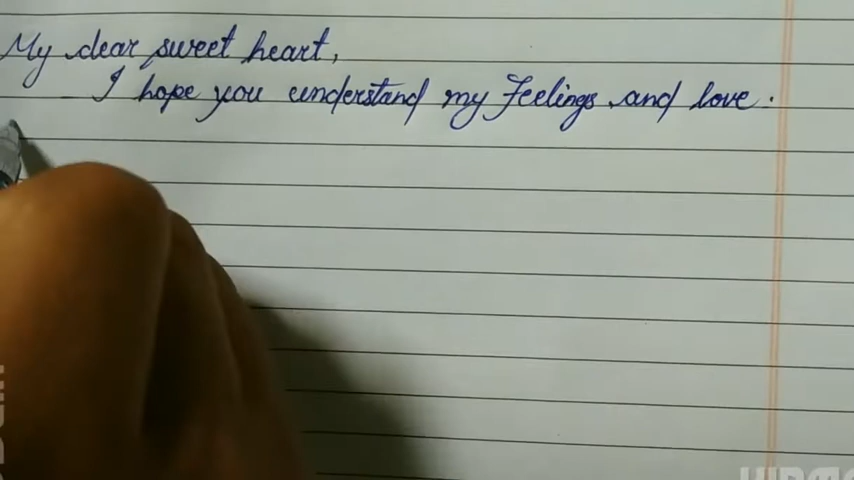 My dear sweet heart,
I hope you understand my Feelings and love.